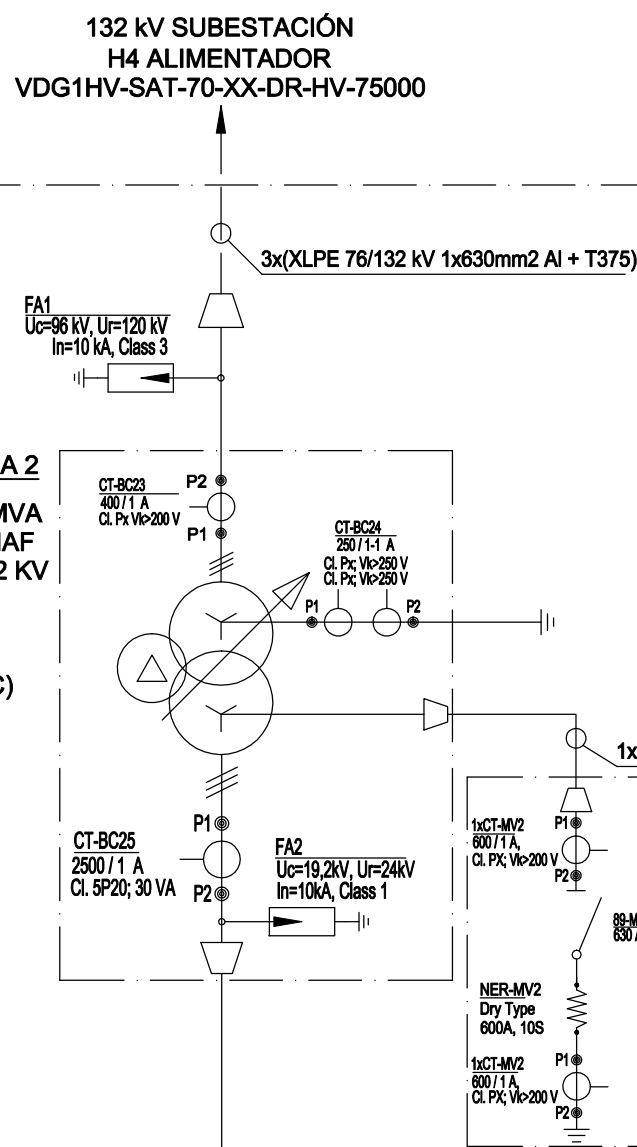 132 kV SUBESTACIÓN
H4 ALIMENTADOR
VDG1HV-SAT-70-XX-DR-HV-75000
3x(XLPE 76/132 kV 1x630mm2 Al + T375)
FA1
Uc=96 kV, Ur=120 kV
In=10 kA, Class 3
A 2
MVA
NAF
2 KV
C)
CT-BC23
400 / 1 A
Cl. Px Vk>200 V
P2
P1
CT-BC24
250 / 1-1 A
Cl. Px; Vk>250 V
Cl. Px; Vk>250 V
P1
P2
1x
CT-BC25
2500 / 1 A
Cl. 5P20; 30 VA
P1
P2
FA2
Uc=19,2kV, Ur=24kV
In=10kA, Class 1
1xCT-MV2
600 / 1 A,
Cl. PX; Vk>200 V
P1
P2
89-M
630 A
NER-MV2
Dry Type
600A, 10S
1xCT-MV2
600 / 1 A,
Cl. PX; Vk>200 V
P1
P2